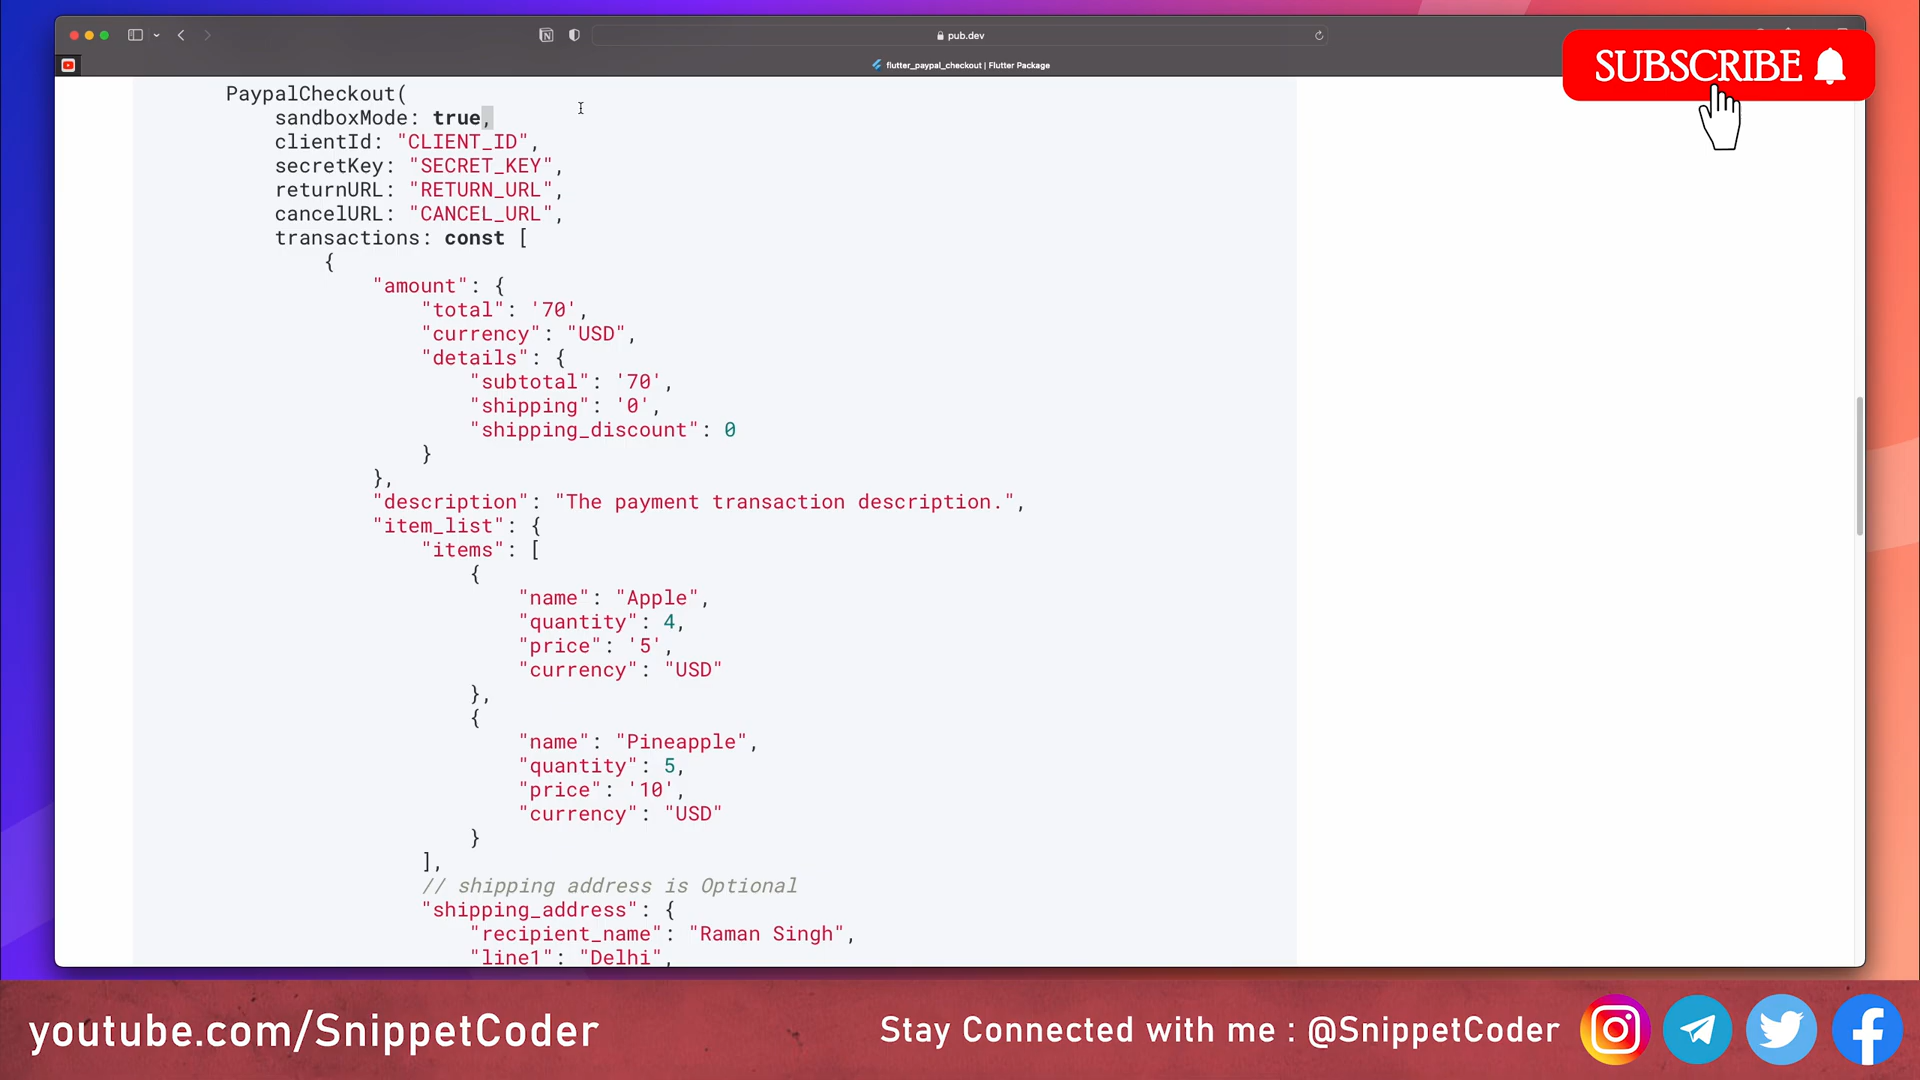 pub.dev
flutter_paypal_checkout | Flutter Package
SUBSCRIBE
PaypalCheckout(
sandboxMode: true,
clientId: "CLIENT_ID",
secretKey: "SECRET_KEY",
returnURL: "RETURN_URL",
cancelURL: "CANCEL_URL",
transactions: const [
{
"amount": {
"total": '70',
"currency": "USD",
"details": {
"subtotal": '70',
"shipping": '0',
"shipping_discount": 0
}
},
"description": "The payment transaction description.",
"item_list": {
"items": [
{
"name": "Apple",
"quantity": 4,
"price": '5',
"currency": "USD"
},
{
"name": "Pineapple",
"quantity": 5,
"price": '10',
"currency": "USD"
}
],
// shipping address is Optional
"shipping_address": {
"recipient_name": "Raman Singh",
"line1": "Delhi",
youtube.com/SnippetCoder
Stay Connected with me : @SnippetCoder